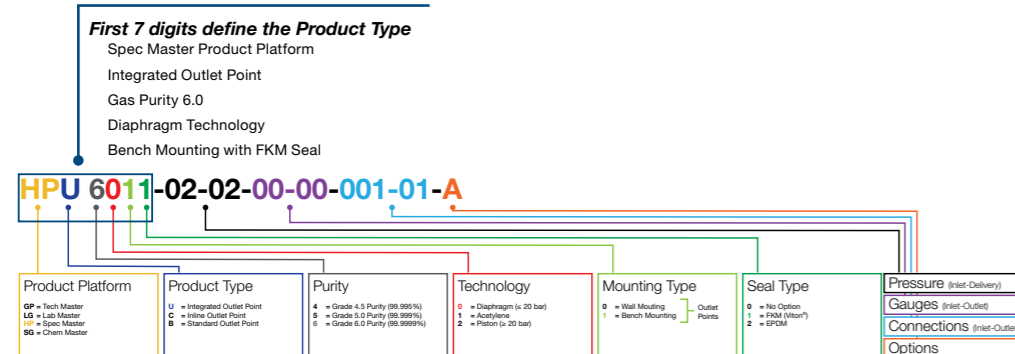 First 7 digits define the Product Type
Spec Master Product Platform
Integrated Outlet Point
Gas Purity 6.0
Diaphragm Technology
Bench Mounting with FKM Seal
HPU 6011-02-02-00-00-001-01-A
Product Platform
GP = Tech Master
LG = Lab Master
HP = Spec Master
SG = Chem Master
Product Type
U = Integrated Outlet Point
C = Inline Outlet Point
B = Standard Outlet Point
Purity
4 = Grade 4.5 Purity (99.995%)
5 = Grade 5.0 Purity (99.999%)
6 = Grade 6.0 Purity (99.9999%)
Technology
0 = Diaphragm (≤ 20 bar)
1 = Acetylene
2 = Piston (≥ 20 bar)
Mounting Type
0 = Wall Mouting
1 = Bench Mounting
Outlet
Points
Seal Type
0 = No Option
1 = FKM (Viton®)
2 = EPDM
Pressure (Inlet-Delivery)
Gauges (Inlet-Outlet)
Connections (Inlet-Outlet
Options